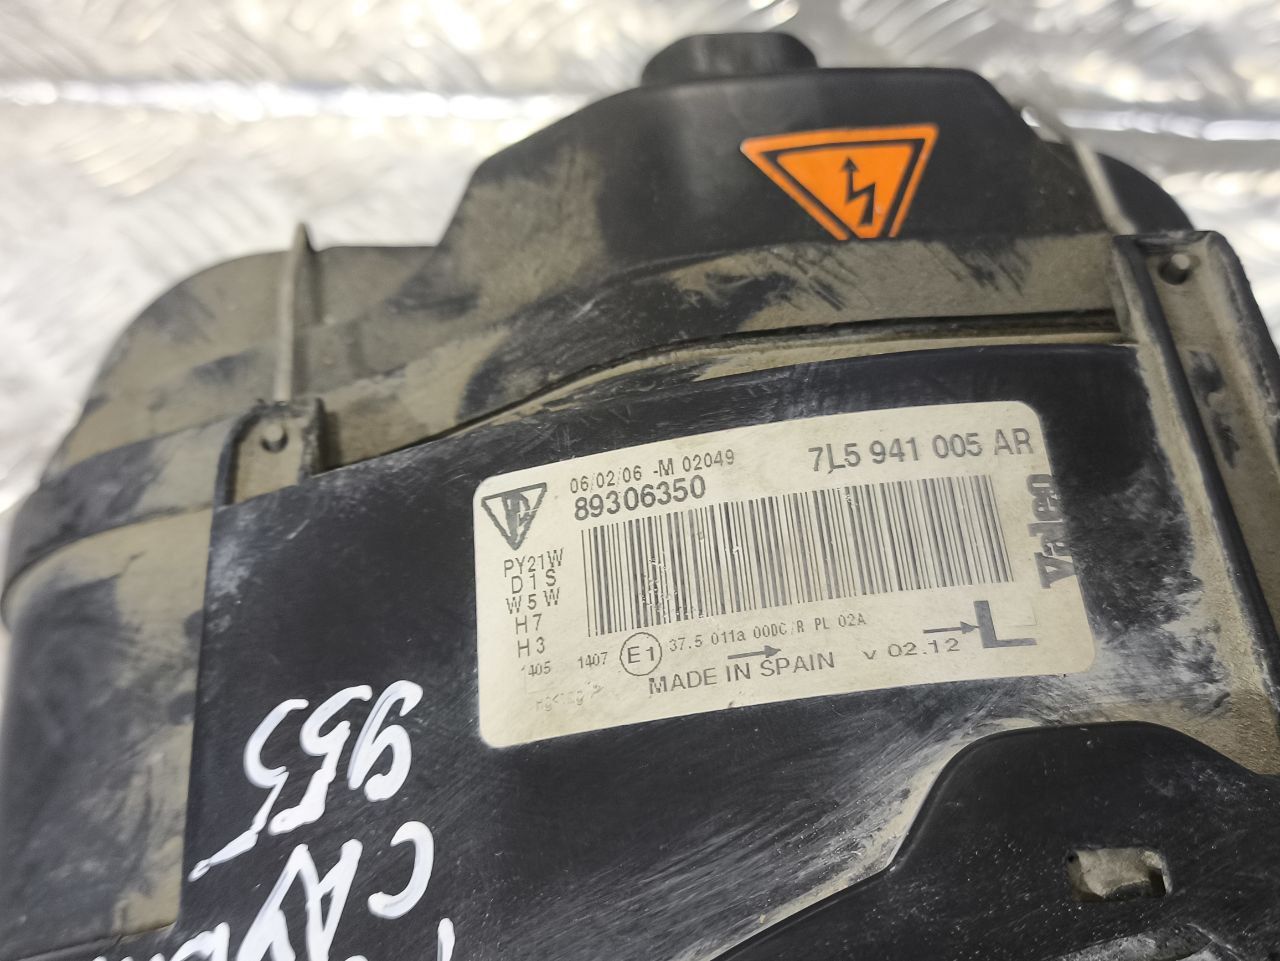 06/02/06 -M 02049
89306350
7L5 941 005 AR
Valeo
PY21W
D1S
W5W
H7
H3
1405 1407 E1 37.5 011a 00DC/R PL 02A
MADE IN SPAIN v 02.12 L
955